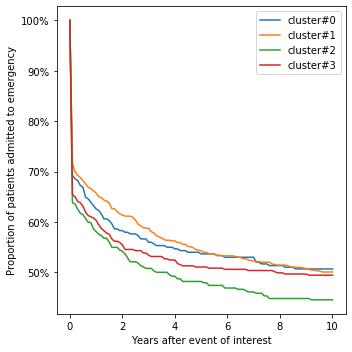 cluster#0
cluster#1
cluster#2
cluster#3
100%
90%
80%
70%
60%
50%
Proportion of patients admitted to emergency
0
2
4
6
8
10
Years after event of interest